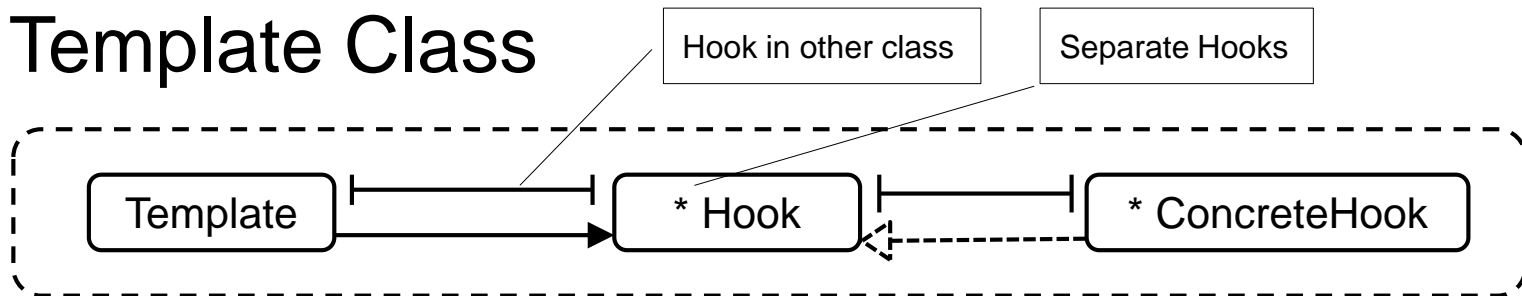 Template Class
Hook in other class
Separate Hooks
Template
* Hook
* ConcreteHook